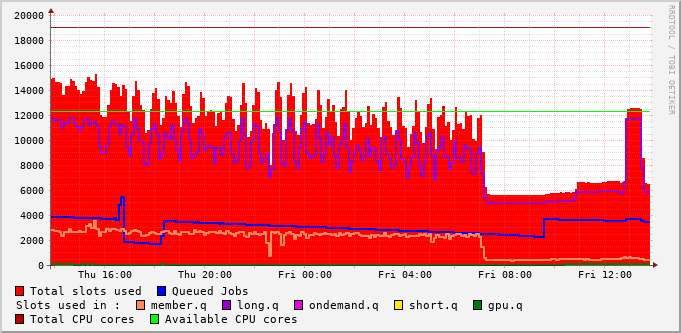 20000
18000
16000
14000
12000
10000
8000
6000
4000
2000
0
Thu 16:00 Thu 20:00 Fri 00:00 Fri 04:00 Fri 08:00 Fri 12:00
RRDTOOL / TOBI OETIKER
Total slots used Queued Jobs
Slots used in : member.q long.q ondemand.q short.q gpu.q
Total CPU cores Available CPU cores